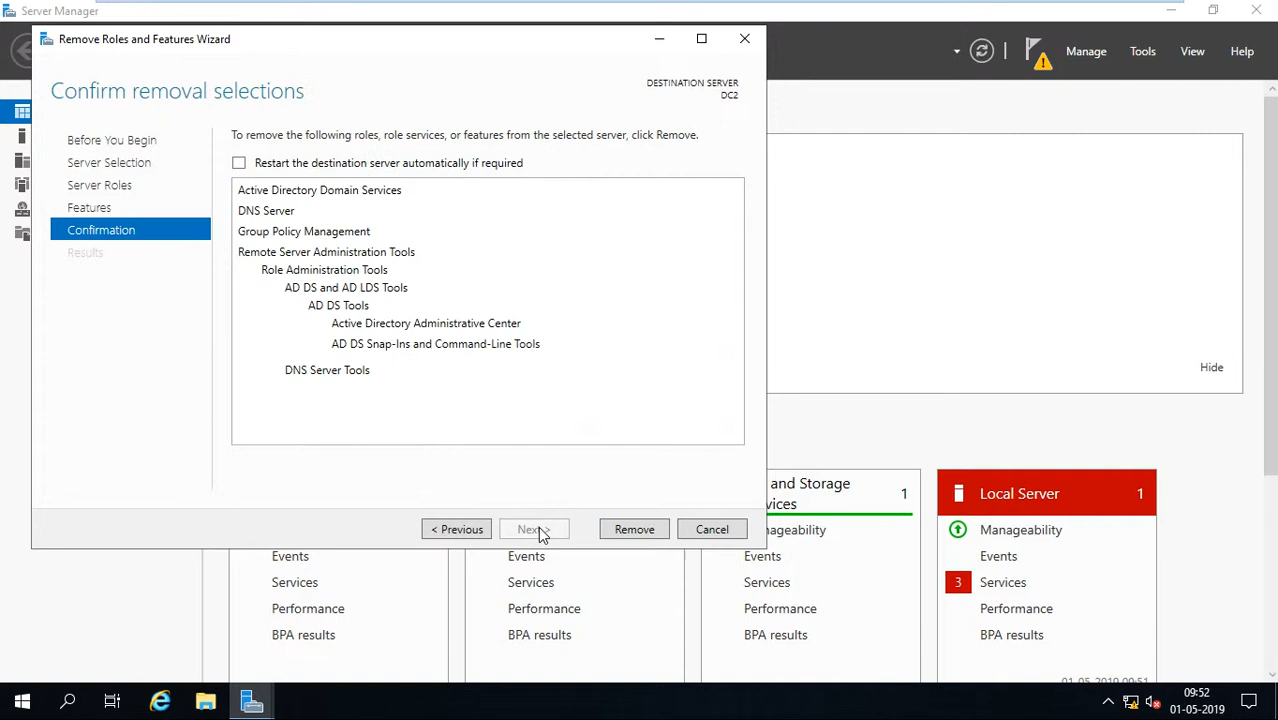 Server Manager
Remove Roles and Features Wizard
Manage
Tools
View
Help
Confirm removal selections
DESTINATION SERVER
DC2
Before You Begin
Server Selection
Server Roles
Features
Confirmation
Results
To remove the following roles, role services, or features from the selected server, click Remove.
Restart the destination server automatically if required
Active Directory Domain Services
DNS Server
Group Policy Management
Remote Server Administration Tools
Role Administration Tools
AD DS and AD LDS Tools
AD DS Tools
Active Directory Administrative Center
AD DS Snap-Ins and Command-Line Tools
DNS Server Tools
Hide
< Previous
Next >
Remove
Cancel
and Storage
vices
1
Local Server
1
anageability
Manageability
Events
Events
Events
Events
Services
Services
Services
3
Services
Performance
Performance
Performance
Performance
BPA results
BPA results
BPA results
BPA results
01-05-2019 09:51
09:52
01-05-2019